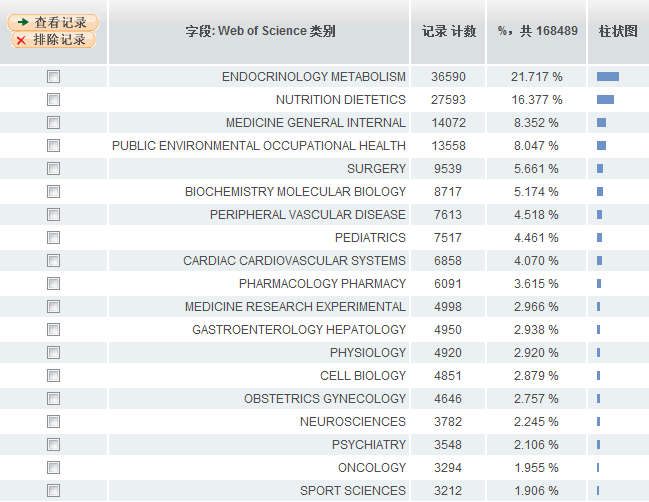 查看记录
排除记录
字段: Web of Science 类别 记录 计数 %，共 168489 柱状图
ENDOCRINOLOGY METABOLISM 36590 21.717 %
NUTRITION DIETETICS 27593 16.377 %
MEDICINE GENERAL INTERNAL 14072 8.352 %
PUBLIC ENVIRONMENTAL OCCUPATIONAL HEALTH 13558 8.047 %
SURGERY 9539 5.661 %
BIOCHEMISTRY MOLECULAR BIOLOGY 8717 5.174 %
PERIPHERAL VASCULAR DISEASE 7613 4.518 %
PEDIATRICS 7517 4.461 %
CARDIAC CARDIOVASCULAR SYSTEMS 6858 4.070 %
PHARMACOLOGY PHARMACY 6091 3.615 %
MEDICINE RESEARCH EXPERIMENTAL 4998 2.966 %
GASTROENTEROLOGY HEPATOLOGY 4950 2.938 %
PHYSIOLOGY 4920 2.920 %
CELL BIOLOGY 4851 2.879 %
OBSTETRICS GYNECOLOGY 4646 2.757 %
NEUROSCIENCES 3782 2.245 %
PSYCHIATRY 3548 2.106 %
ONCOLOGY 3294 1.955 %
SPORT SCIENCES 3212 1.906 %